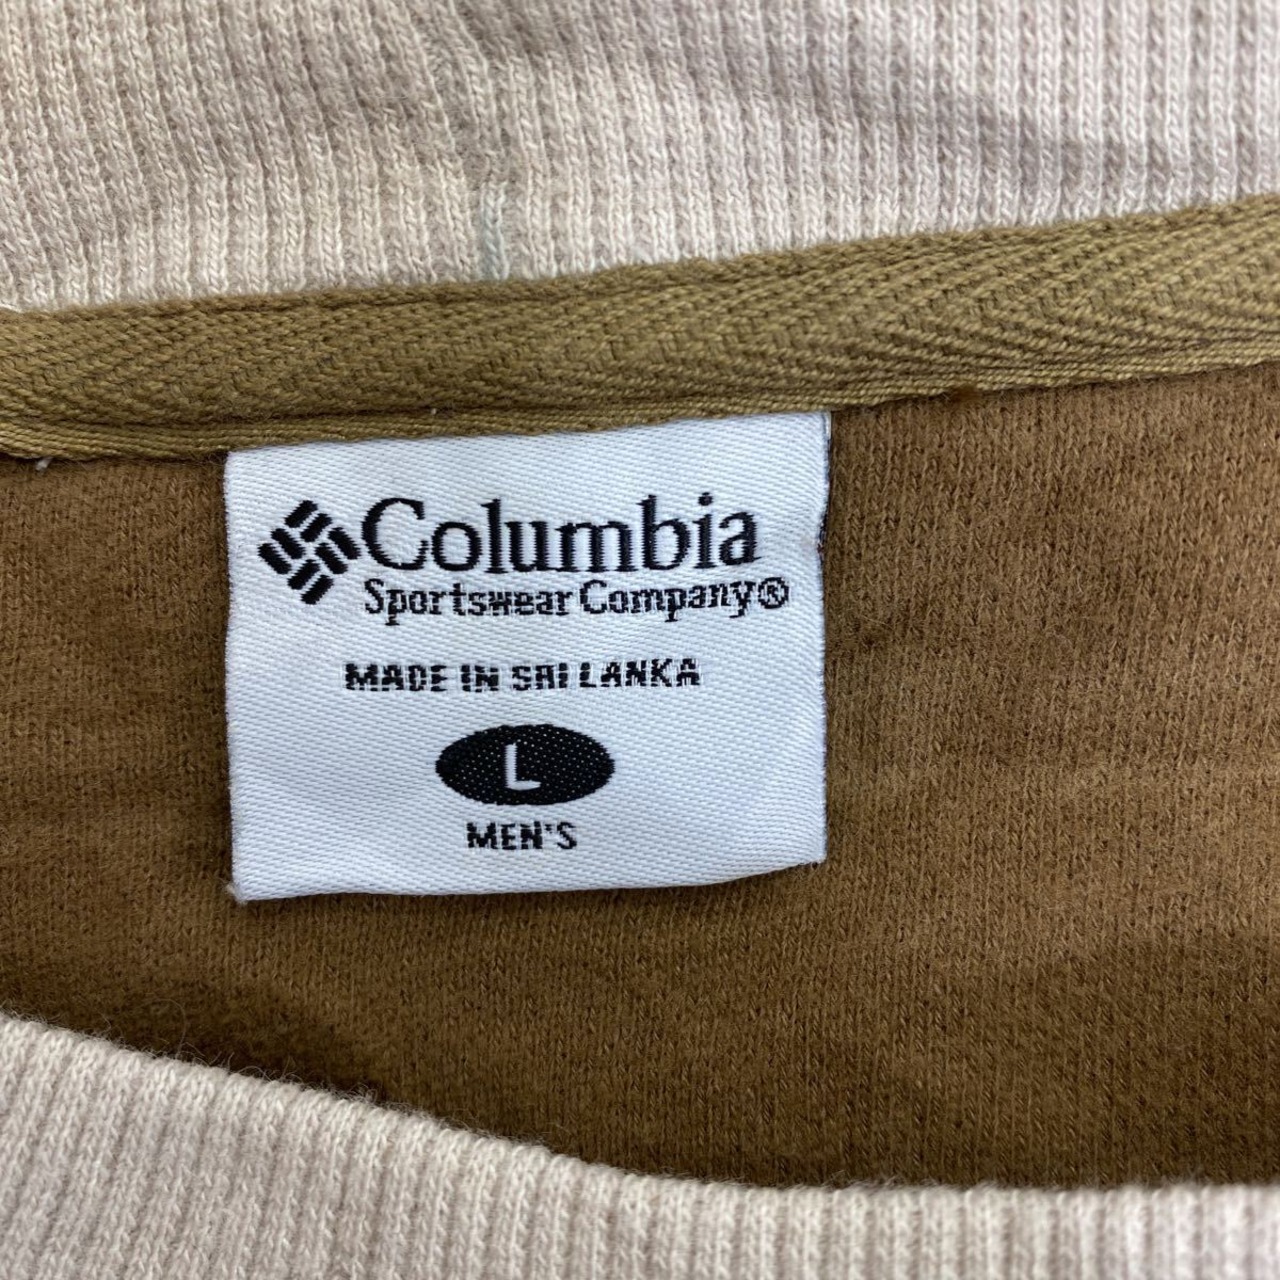 Columbia
Sportswear Company®
MADE IN SRI LANKA
L
MEN'S